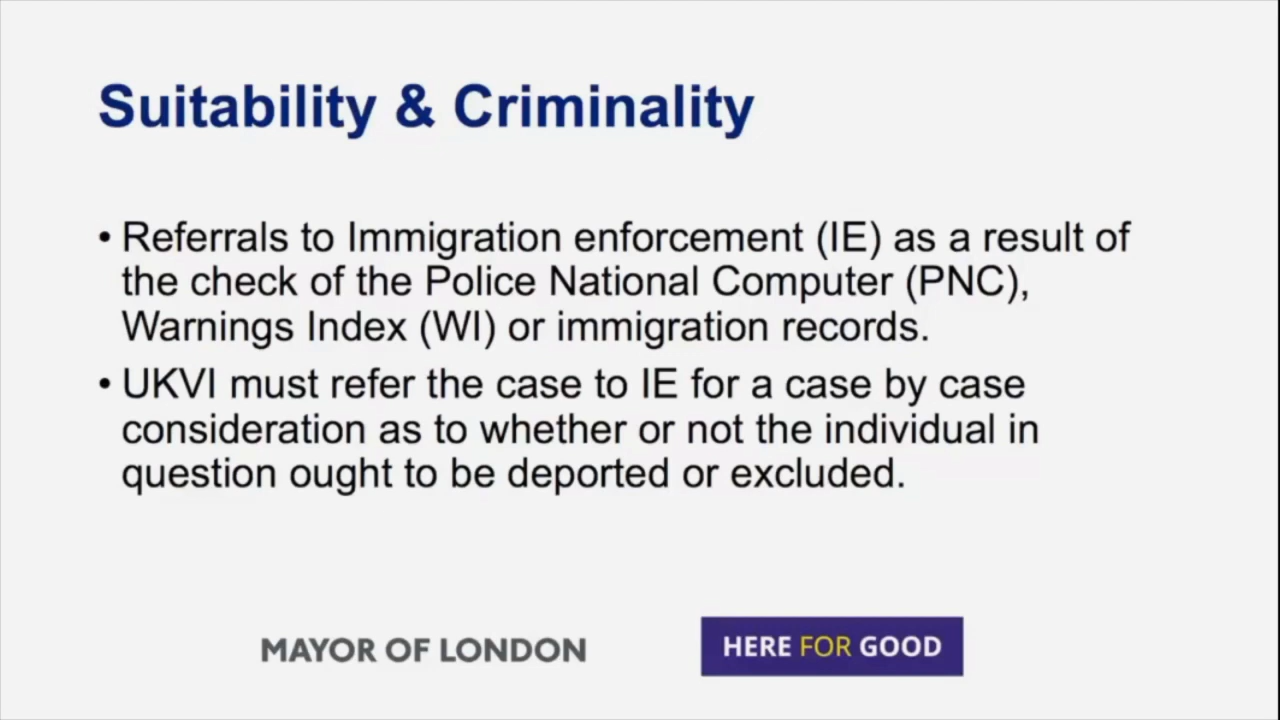 Suitability & Criminality
• Referrals to Immigration enforcement (IE) as a result of
the check of the Police National Computer (PNC),
Warnings Index (WI) or immigration records.
• UKVI must refer the case to IE for a case by case
consideration as to whether or not the individual in
question ought to be deported or excluded.
MAYOR OF LONDON
HERE FOR GOOD